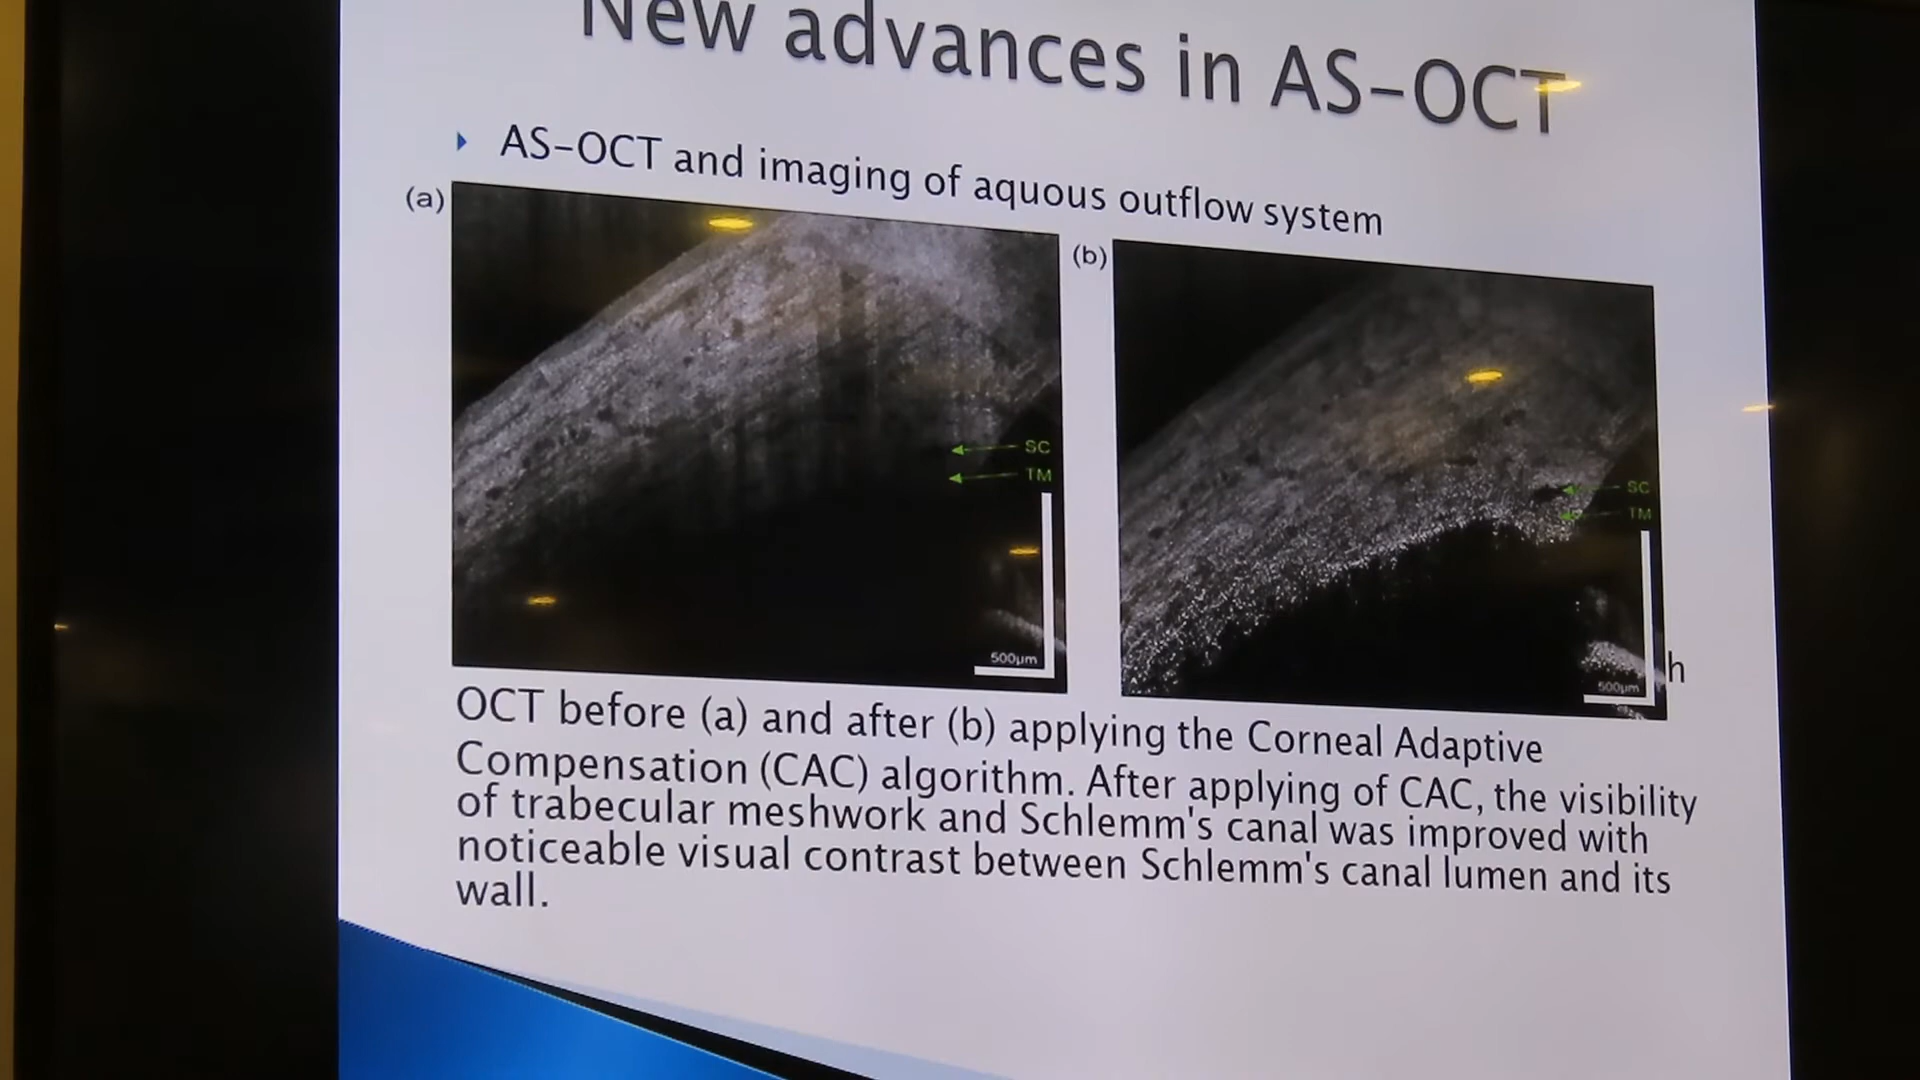 New advances in AS-OCT
AS-OCT and imaging of aquous outflow system
(a)
SC
TM
500µm
(b)
SC
TM
500µm
h
OCT before (a) and after (b) applying the Corneal Adaptive
Compensation (CAC) algorithm. After applying of CAC, the visibility
of trabecular meshwork and Schlemm's canal was improved with
noticeable visual contrast between Schlemm's canal lumen and its
wall.